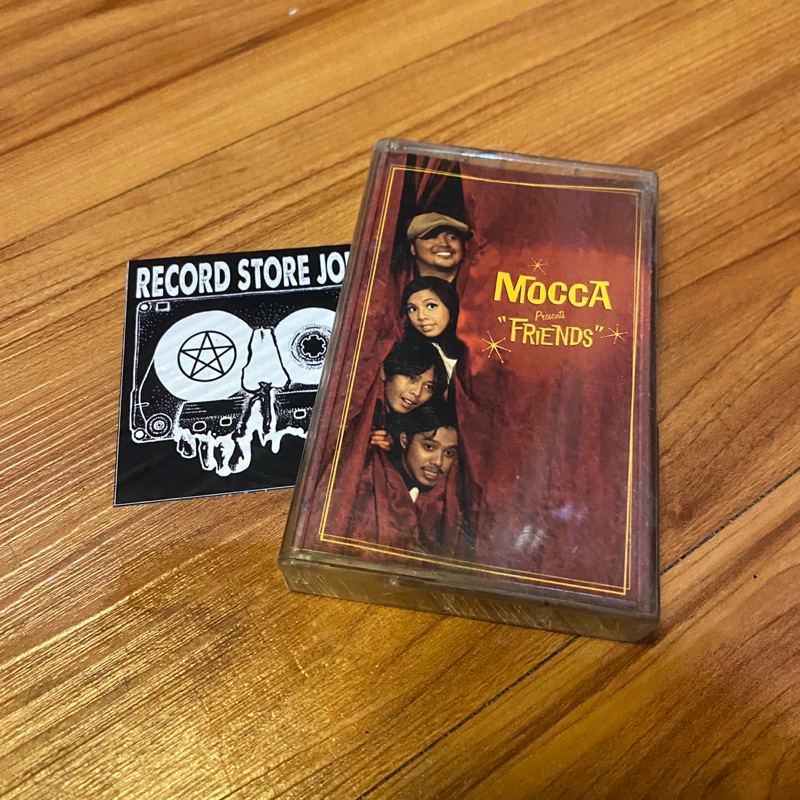 RECORD STORE JO
MOCCA
Presents
"FRIENDS"